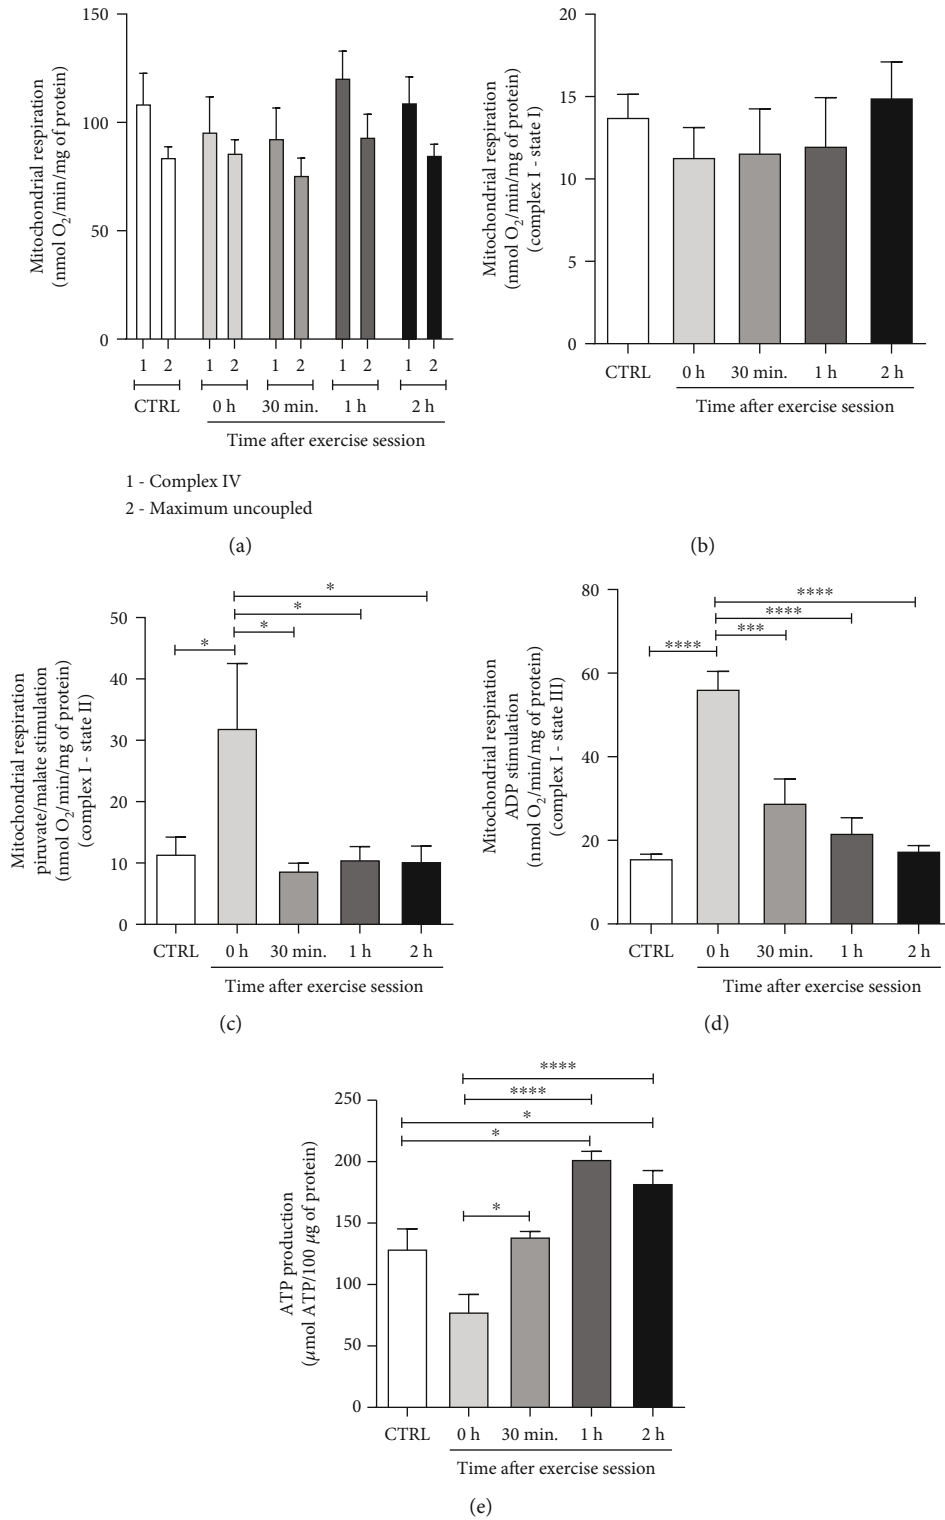 150
100
50
0
Mitochondrial respiration
(nmol O2/min/mg of protein)
1 2 1 2 1 2 1 2 1 2
CTRL 0 h 30 min. 1 h 2 h
Time after exercise session
1 - Complex IV
2 - Maximum uncoupled
(a)
20
15
10
5
0
Mitochondrial respiration
(nmol O2/min/mg of protein)
(complex I - state I)
CTRL 0 h 30 min. 1 h 2 h
Time after exercise session
(b)
* 
*
*
*
50
40
30
20
10
0
Mitochondrial respiration
piruvate/malate stimulation
(nmol O2/min/mg of protein)
(complex I - state II)
CTRL 0 h 30 min. 1 h 2 h
Time after exercise session
(c)
****
****
***
****
80
60
40
20
0
Mitochondrial respiration
ADP stimulation
(nmol O2/min/mg of protein)
(complex I - state III)
CTRL 0 h 30 min. 1 h 2 h
Time after exercise session
(d)
****
****
*
*
*
250
200
150
100
50
0
ATP production
(µmol ATP/100 µg of protein)
CTRL 0 h 30 min. 1 h 2 h
Time after exercise session
(e)